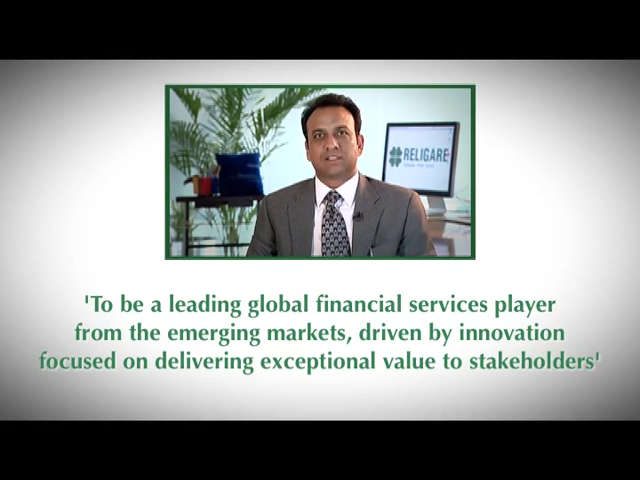 RELIGARE
'To be a leading global financial services player
from the emerging markets, driven by innovation
focused on delivering exceptional value to stakeholders'